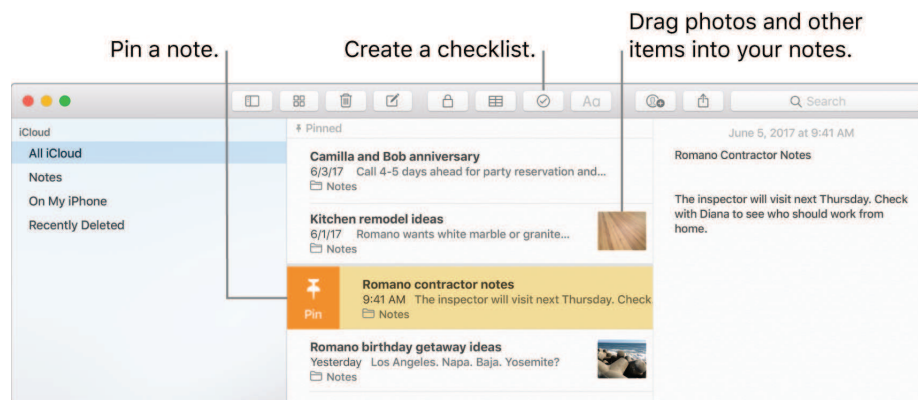 Drag photos and other
items into your notes.
Pin a note.
Create a checklist.
Aa
Search
iCloud
All iCloud
Notes
On My iPhone
Recently Deleted
Pinned
Camilla and Bob anniversary
6/3/17 Call 4-5 days ahead for party reservation and...
Notes
Kitchen remodel ideas
6/1/17 Romano wants white marble or granite...
Notes
Pin
Romano contractor notes
9:41 AM The inspector will visit next Thursday. Check
Notes
Romano birthday getaway ideas
Yesterday Los Angeles. Napa. Baja. Yosemite?
Notes
June 5, 2017 at 9:41 AM
Romano Contractor Notes
The inspector will visit next Thursday. Check
with Diana to see who should work from
home.